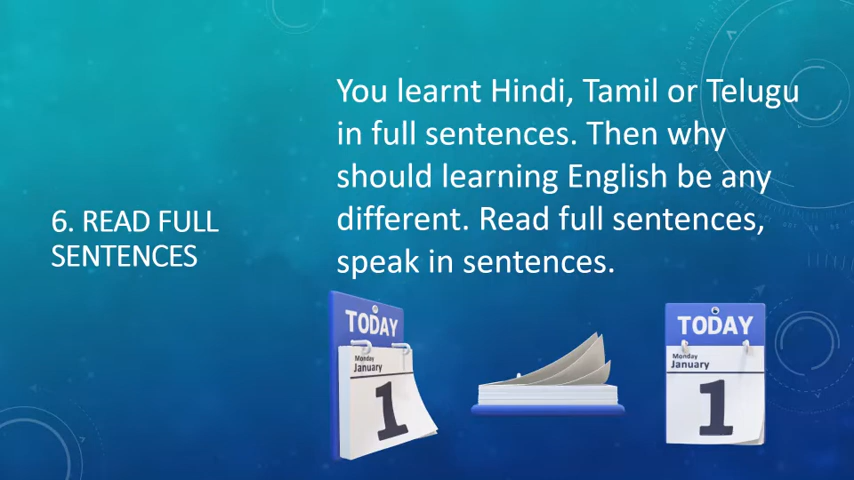 6. READ FULL
SENTENCES
You learnt Hindi, Tamil or Telugu
in full sentences. Then why
should learning English be any
different. Read full sentences,
speak in sentences.
TODAY
Monday
January
1
TODAY
Monday
January
1